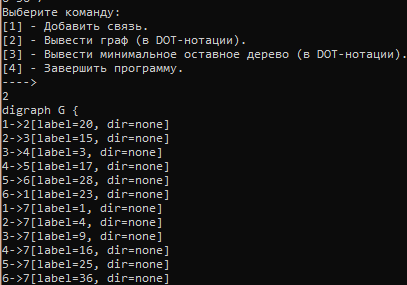 Выберите команду:
[1] - Добавить связь.
[2] - Вывести граф (в DOT-нотации).
[3] - Вывести минимальное оставное дерево (в DOT-нотации).
[4] - Завершить программу.
---->
2
digraph G {
1->2[label=20, dir=none]
2->3[label=15, dir=none]
3->4[label=3, dir=none]
4->5[label=17, dir=none]
5->6[label=28, dir=none]
6->1[label=23, dir=none]
1->7[label=1, dir=none]
2->7[label=4, dir=none]
3->7[label=9, dir=none]
4->7[label=16, dir=none]
5->7[label=25, dir=none]
6->7[label=36, dir=none]